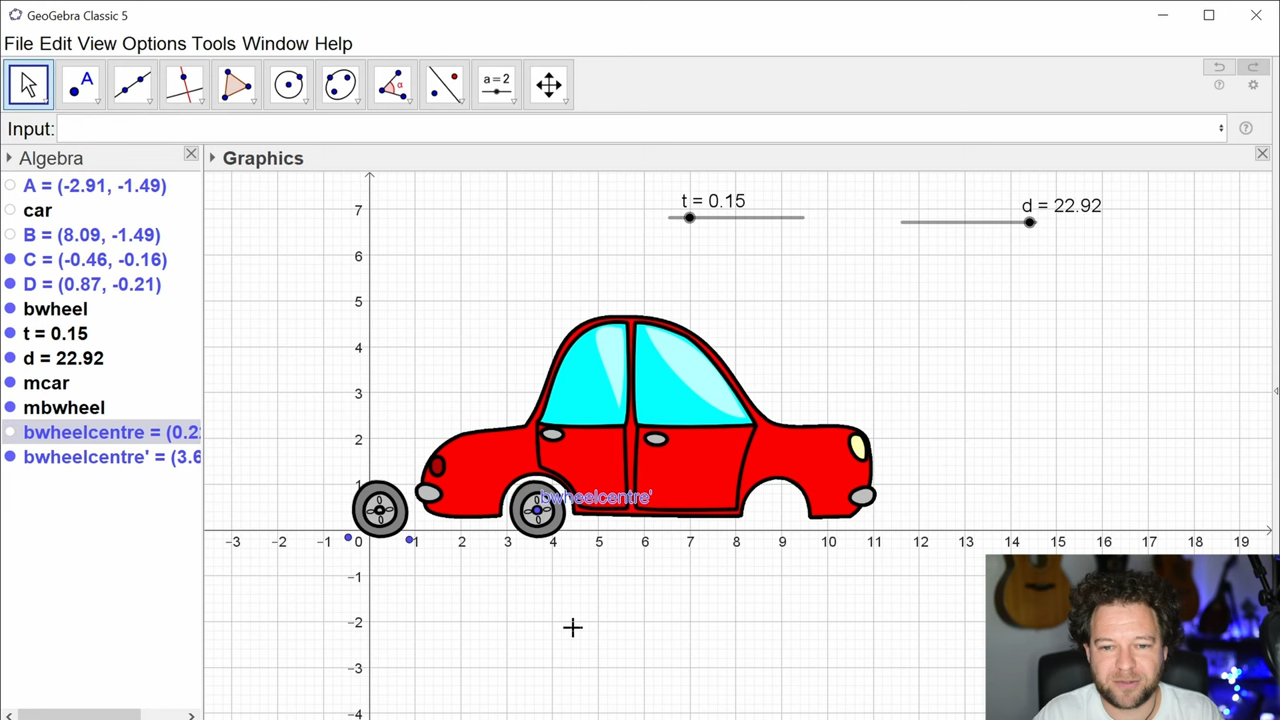 GeoGebra Classic 5
File Edit View Options Tools Window Help
A
α
a=2
Input:
Algebra
Graphics
A = (-2.91, -1.49)
car
B = (8.09, -1.49)
C = (-0.46, -0.16)
D = (0.87, -0.21)
bwheel
t = 0.15
d = 22.92
mcar
mbwheel
bwheelcentre = (0.2
bwheelcentre' = (3.6
t = 0.15
d = 22.92
7
6
5
4
3
2
1
bwheelcentre'
−3 −2 −1 0 1 2 3 4 5 6 7 8 9 10 11 12 13 14 15 16 17 18 19
−1
−2
−3
−4